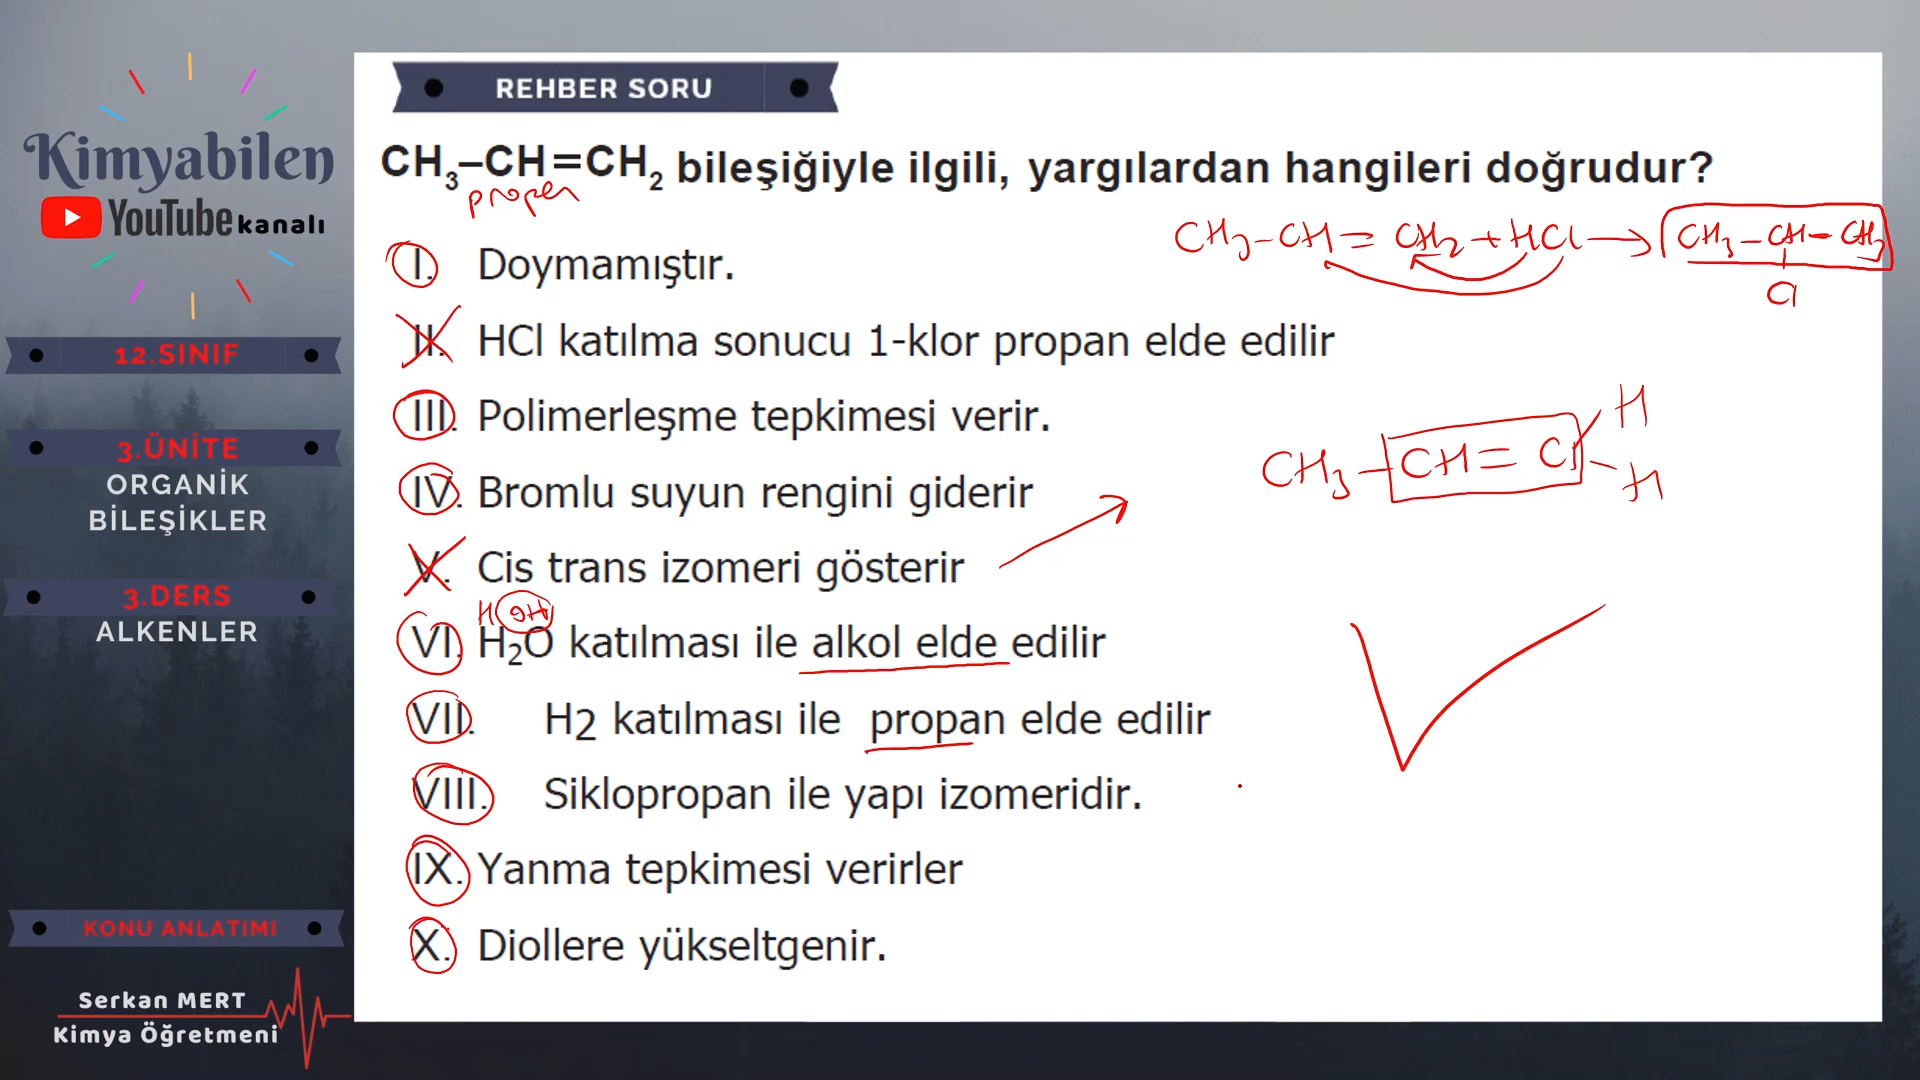 Kimyabilen
YouTube kanalı
12.SINIF
3.ÜNİTE
ORGANİK
BİLEŞİKLER
3.DERS
ALKENLER
KONU ANLATIMI
Serkan MERT
Kimya Öğretmeni
REHBER SORU
CH₃–CH=CH₂ bileşiğiyle ilgili, yargılardan hangileri doğrudur?
propen
CH₃-CH=CH₂+HCl→CH₃-CH-CH₃
Cl
I. Doymamıştır.
II. HCl katılma sonucu 1-klor propan elde edilir
III. Polimerleşme tepkimesi verir.
H
CH₃-CH=C
H
IV. Bromlu suyun rengini giderir
V. Cis trans izomeri gösterir
H OH
VI. H₂O katılması ile alkol elde edilir
VII. H2 katılması ile propan elde edilir
VIII. Siklopropan ile yapı izomeridir.
IX. Yanma tepkimesi verirler
X. Diollere yükseltgenir.